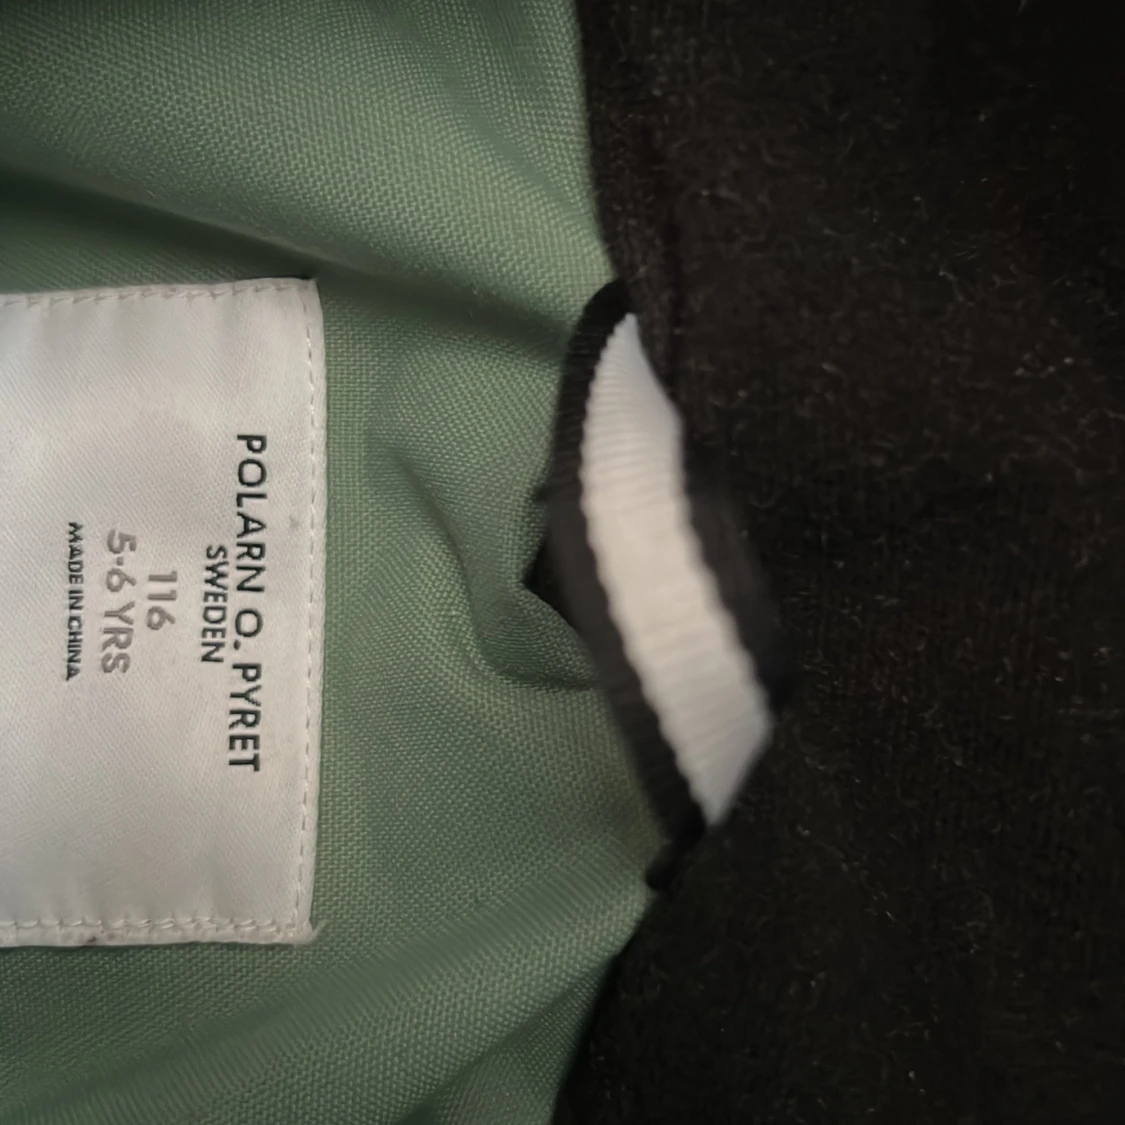 POLARN O. PYRET
SWEDEN
116
5-6 YRS
MADE IN CHINA